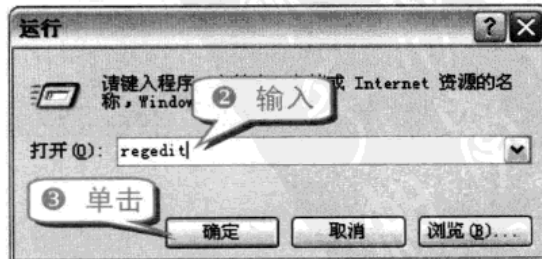 运行
请键入程序
或 Internet 资源的名
称，Window
❷ 输入
打开(O): regedit
❸ 单击
确定
取消
浏览(B)...